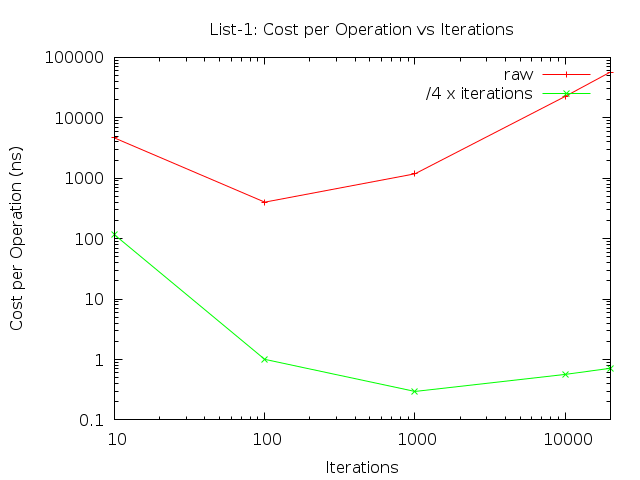 List-1: Cost per Operation vs Iterations
100000
raw
/4 x iterations
10000
1000
100
10
1
0.1
Cost per Operation (ns)
10
100
1000
10000
Iterations